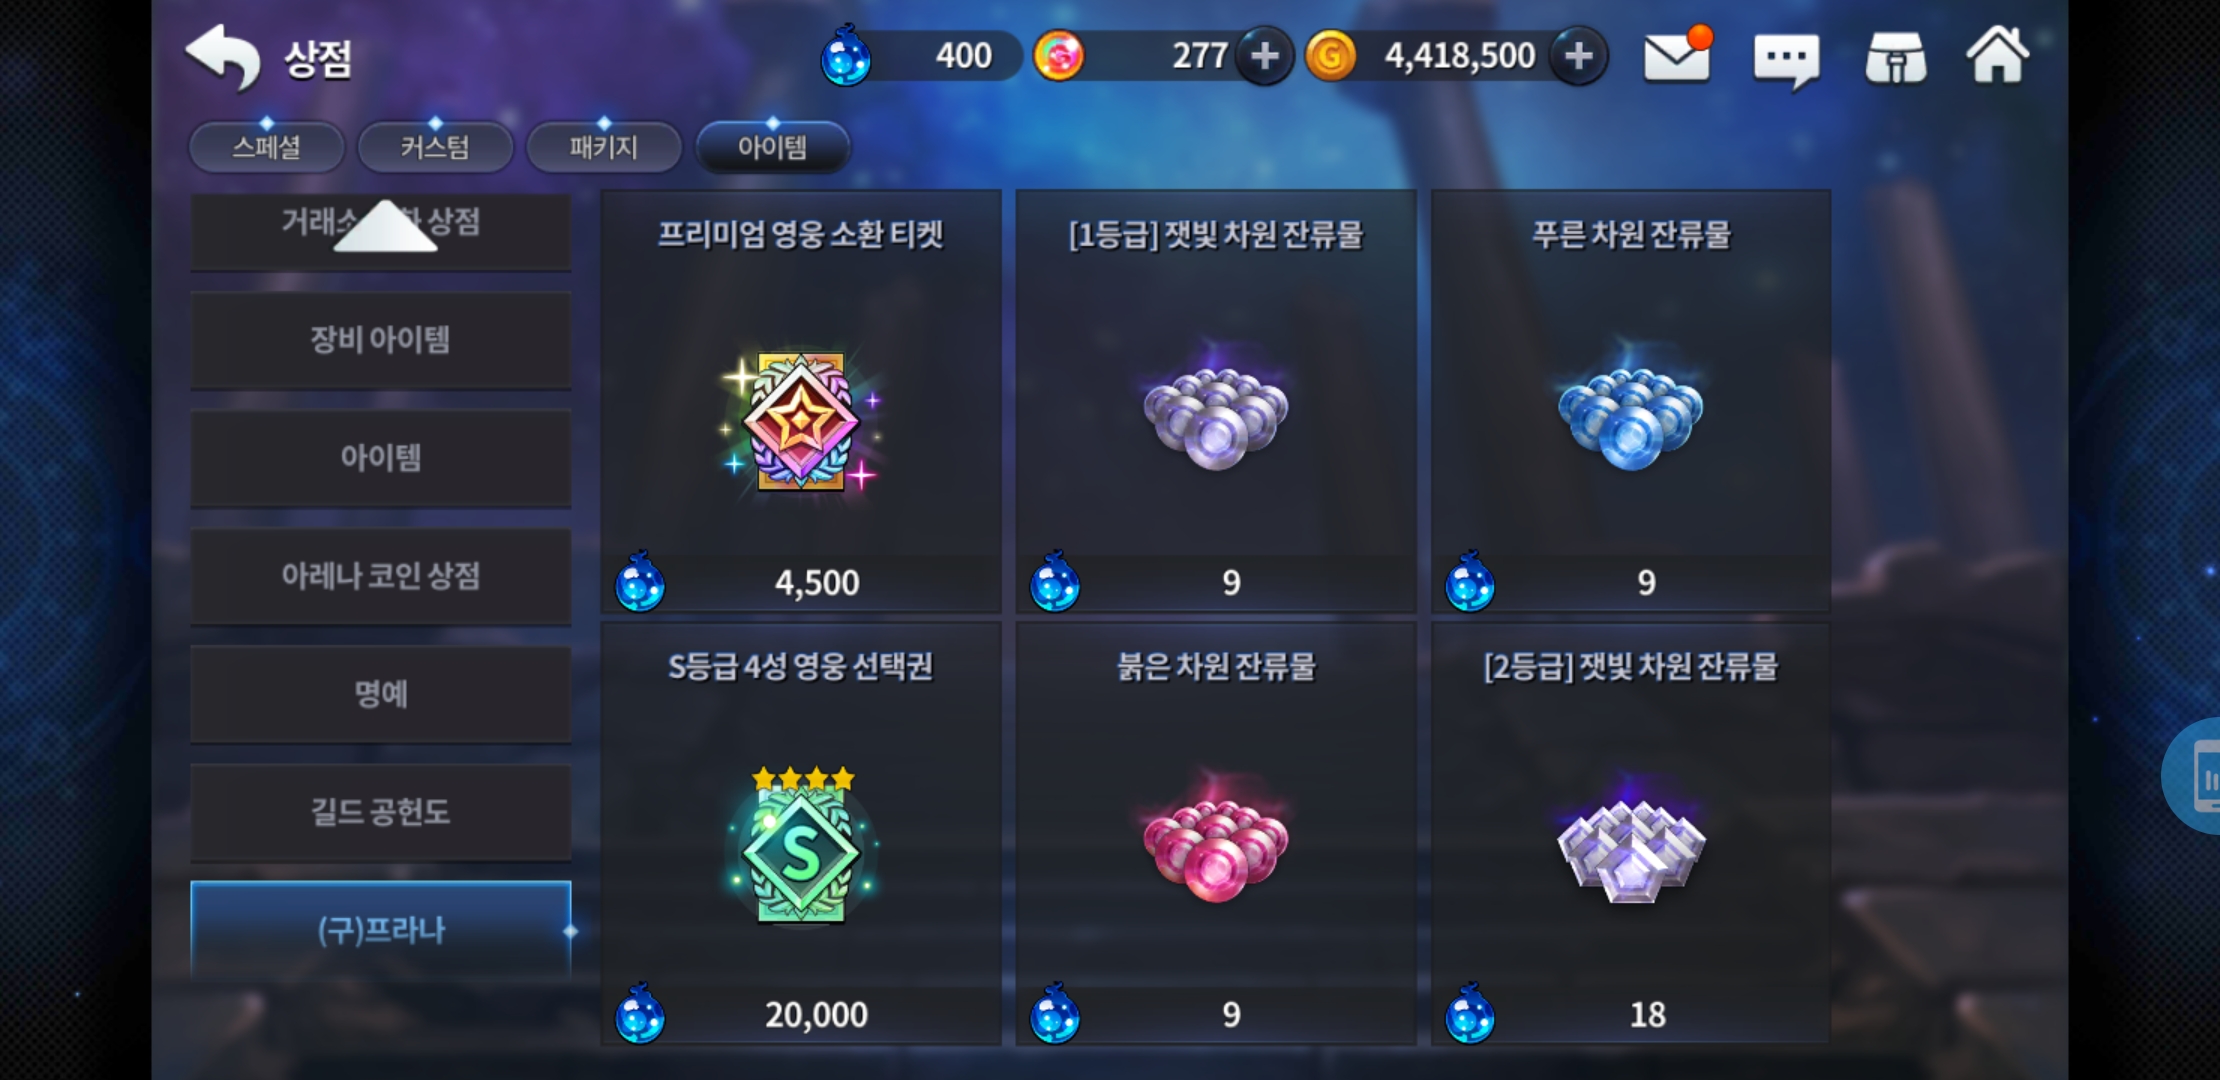 상점
400
277
4,418,500
스페셜
커스텀
패키지
아이템
상점
장비 아이템
아이템
아레나 코인 상점
명예
길드 공헌도
(구)프라나
프리미엄 영웅 소환 티켓
4,500
[1등급] 잿빛 차원 잔류물
9
푸른 차원 잔류물
9
S등급 4성 영웅 선택권
S
20,000
붉은 차원 잔류물
9
[2등급] 잿빛 차원 잔류물
18